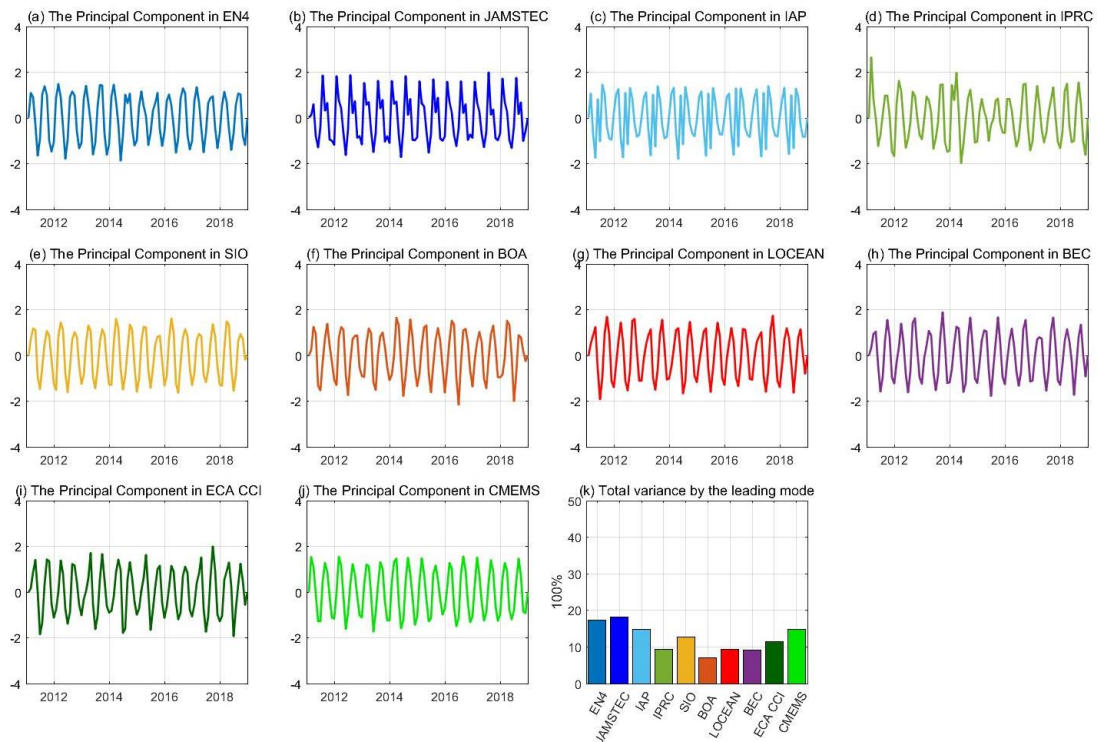 (a) The Principal Component in EN4
4
2
0
-2
-4
2012 2014 2016 2018
(b) The Principal Component in JAMSTEC
4
2
0
-2
-4
2012 2014 2016 2018
(c) The Principal Component in IAP
4
2
0
-2
-4
2012 2014 2016 2018
(d) The Principal Component in IPRC
4
2
0
-2
-4
2012 2014 2016 2018
(e) The Principal Component in SIO
4
2
0
-2
-4
2012 2014 2016 2018
(f) The Principal Component in BOA
4
2
0
-2
-4
2012 2014 2016 2018
(g) The Principal Component in LOCEAN
4
2
0
-2
-4
2012 2014 2016 2018
(h) The Principal Component in BEC
4
2
0
-2
-4
2012 2014 2016 2018
(i) The Principal Component in ECA CCI
4
2
0
-2
-4
2012 2014 2016 2018
(j) The Principal Component in CMEMS
4
2
0
-2
-4
2012 2014 2016 2018
(k) Total variance by the leading mode
50
40
30
20
10
0
100%
EN4
IAMSTEC
IAP
IPRC
SIO
BOA
LOCEAN
BEC
ECA CCI
CMEMS